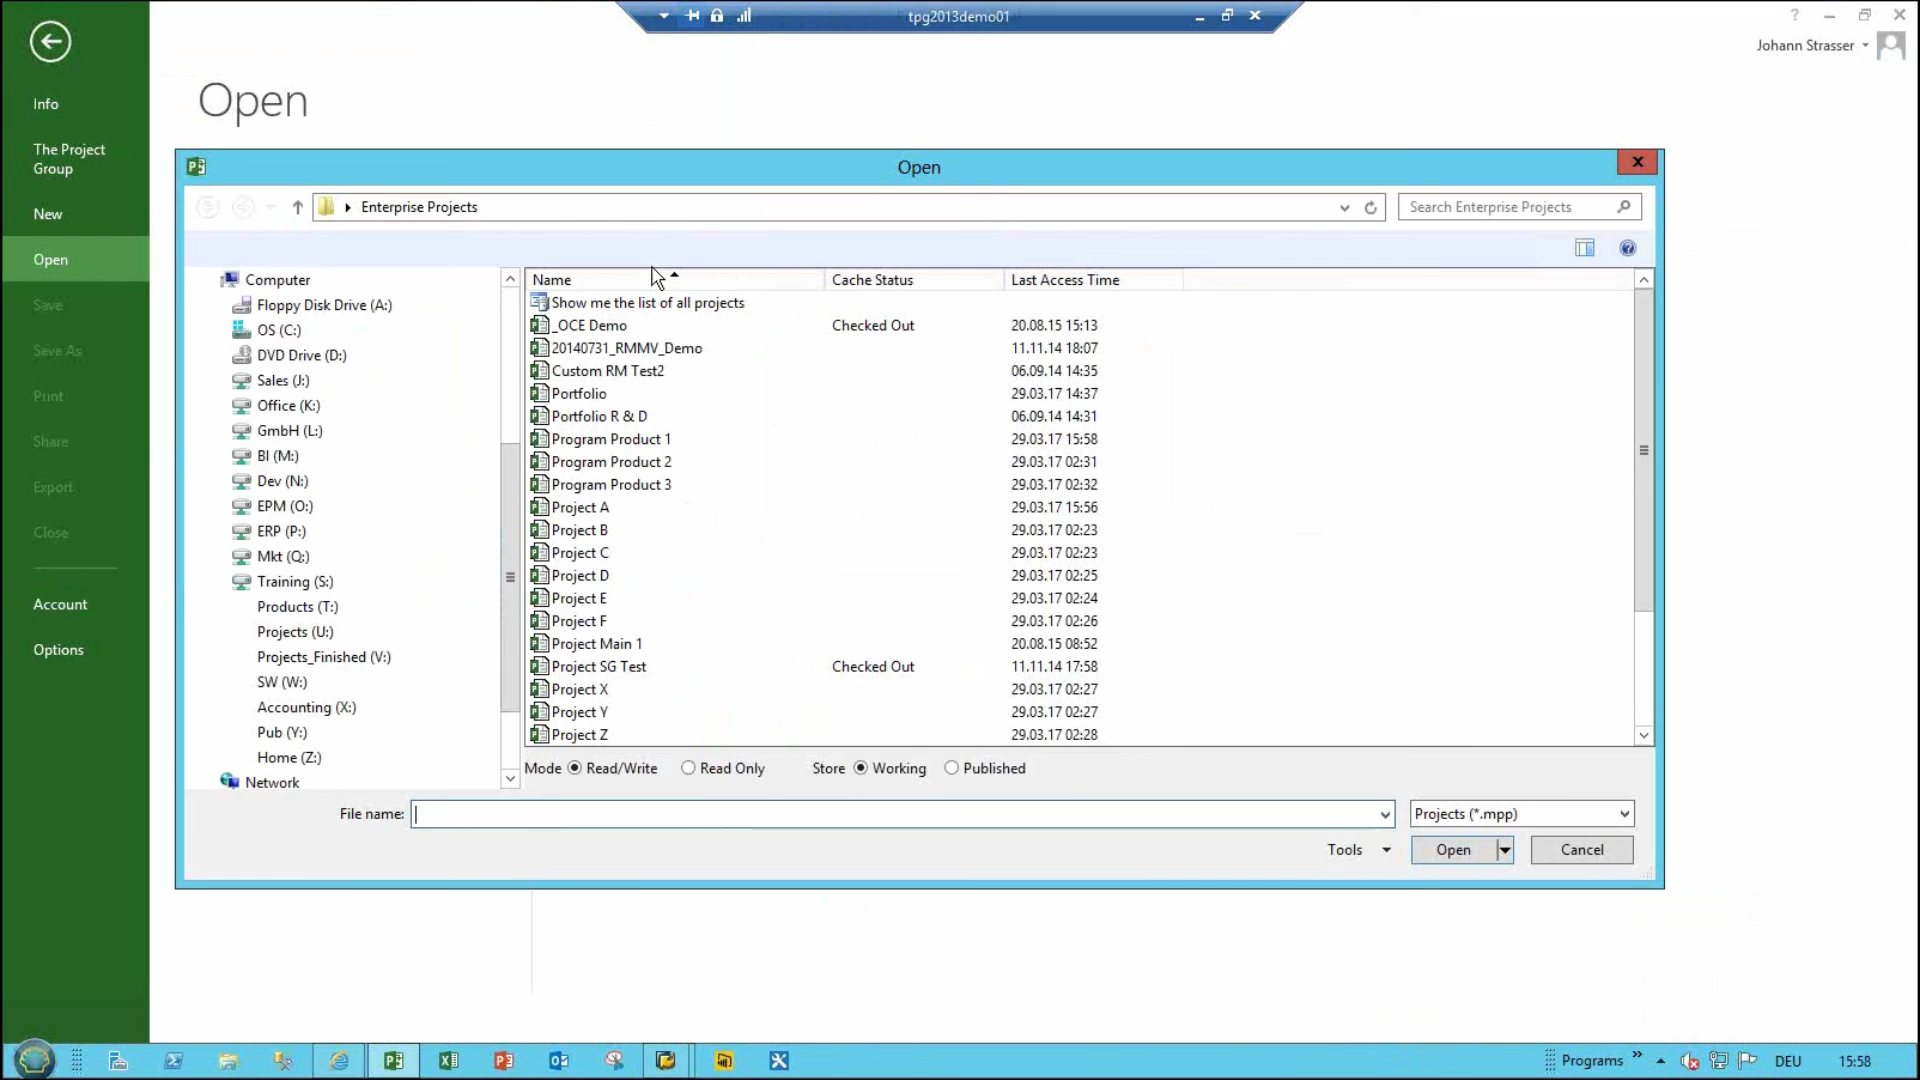 tpg2013demo01
Johann Strasser
Open
Info
The Project
Group
New
Open
Save
Save As
Print
Share
Export
Close
Account
Options
Open
Enterprise Projects
Search Enterprise Projects
Computer
Floppy Disk Drive (A:)
OS (C:)
DVD Drive (D:)
Sales (J:)
Office (K:)
GmbH (L:)
BI (M:)
Dev (N:)
EPM (O:)
ERP (P:)
Mkt (Q:)
Training (S:)
Products (T:)
Projects (U:)
Projects_Finished (V:)
SW (W:)
Accounting (X:)
Pub (Y:)
Home (Z:)
Network
Name Cache Status Last Access Time
Show me the list of all projects
_OCE Demo Checked Out 20.08.15 15:13
20140731_RMMV_Demo 11.11.14 18:07
Custom RM Test2 06.09.14 14:35
Portfolio 29.03.17 14:37
Portfolio R & D 06.09.14 14:31
Program Product 1 29.03.17 15:58
Program Product 2 29.03.17 02:31
Program Product 3 29.03.17 02:32
Project A 29.03.17 15:56
Project B 29.03.17 02:23
Project C 29.03.17 02:23
Project D 29.03.17 02:25
Project E 29.03.17 02:24
Project F 29.03.17 02:26
Project Main 1 20.08.15 08:52
Project SG Test Checked Out 11.11.14 17:58
Project X 29.03.17 02:27
Project Y 29.03.17 02:27
Project Z 29.03.17 02:28
Mode Read/Write Read Only Store Working Published
File name: Projects (*.mpp)
Tools Open Cancel
Programs » DEU 15:58